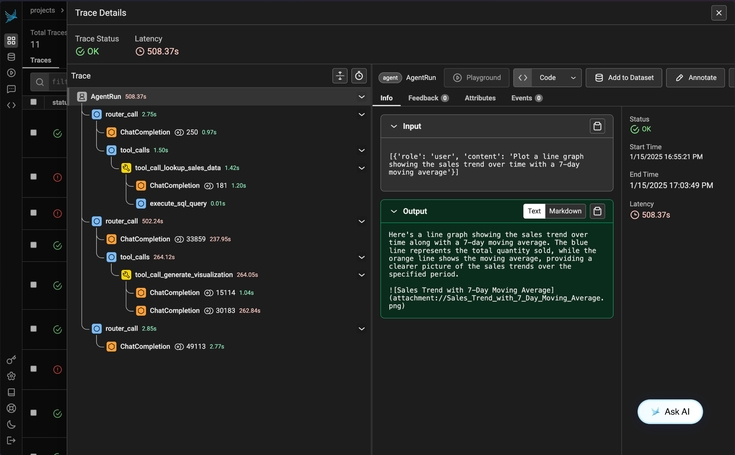 projects
Trace Details
Total Traces
11
Trace Status
OK
Latency
508.37s
Traces
Trace
AgentRun 508.37s
router_call 2.75s
ChatCompletion 250 0.97s
tool_calls 1.50s
tool_call_lookup_sales_data 1.42s
ChatCompletion 181 1.20s
execute_sql_query 0.01s
router_call 502.24s
ChatCompletion 33859 237.95s
tool_calls 264.12s
tool_call_generate_visualization 264.05s
ChatCompletion 15114 1.04s
ChatCompletion 30183 262.84s
router_call 2.85s
ChatCompletion 49113 2.77s
agent AgentRun
Playground
Code
Add to Dataset
Annotate
Info
Feedback 0
Attributes
Events 0
Input
[{'role': 'user', 'content': 'Plot a line graph
showing the sales trend over time with a 7-day
moving average'}]
Output
Text
Markdown
Here's a line graph showing the sales trend over
time along with a 7-day moving average. The blue
line represents the total quantity sold, while the
orange line shows the moving average, providing a
clearer picture of the sales trends over the
specified period.
![Sales Trend with 7-Day Moving Average]
(attachment://Sales_Trend_with_7_Day_Moving_Average.
png)
Status
OK
Start Time
1/15/2025 16:55:21 PM
End Time
1/15/2025 17:03:49 PM
Latency
508.37s
Ask AI